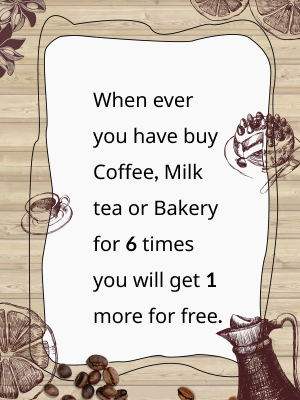 When ever
you have buy
Coffee, Milk
tea or Bakery
for 6 times
you will get 1
more for free.